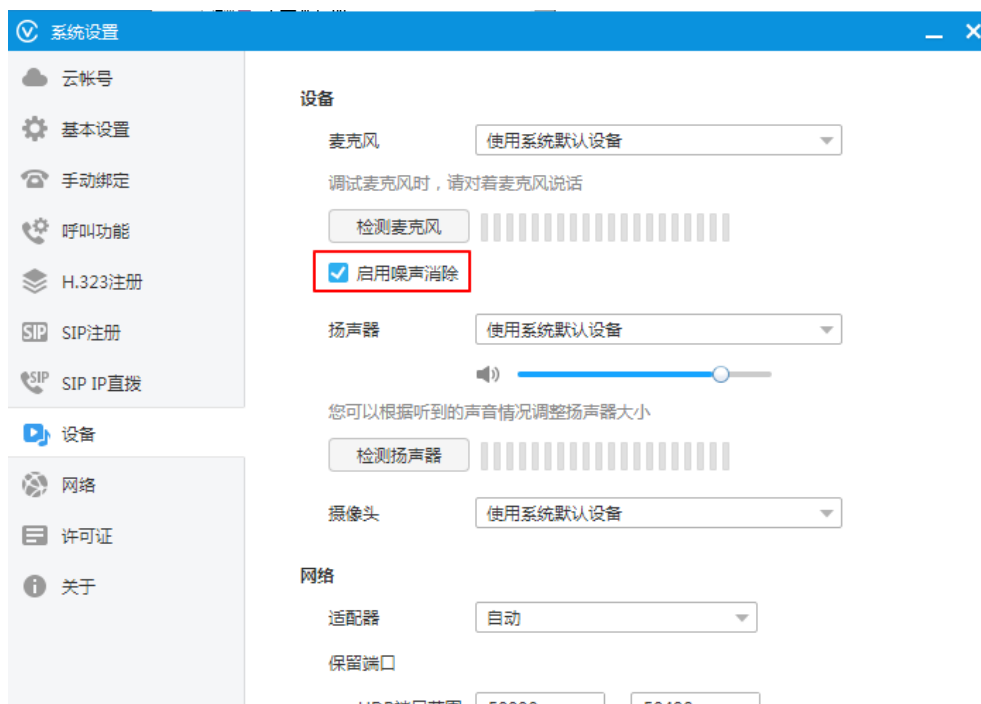 系统设置
云帐号
基本设置
手动绑定
呼叫功能
H.323注册
SIP
SIP注册
SIP
SIP IP直拨
设备
网络
许可证
关于
设备
麦克风 使用系统默认设备
调试麦克风时，请对着麦克风说话
检测麦克风
启用噪声消除
扬声器 使用系统默认设备
您可以根据听到的声音情况调整扬声器大小
检测扬声器
摄像头 使用系统默认设备
网络
适配器 自动
保留端口